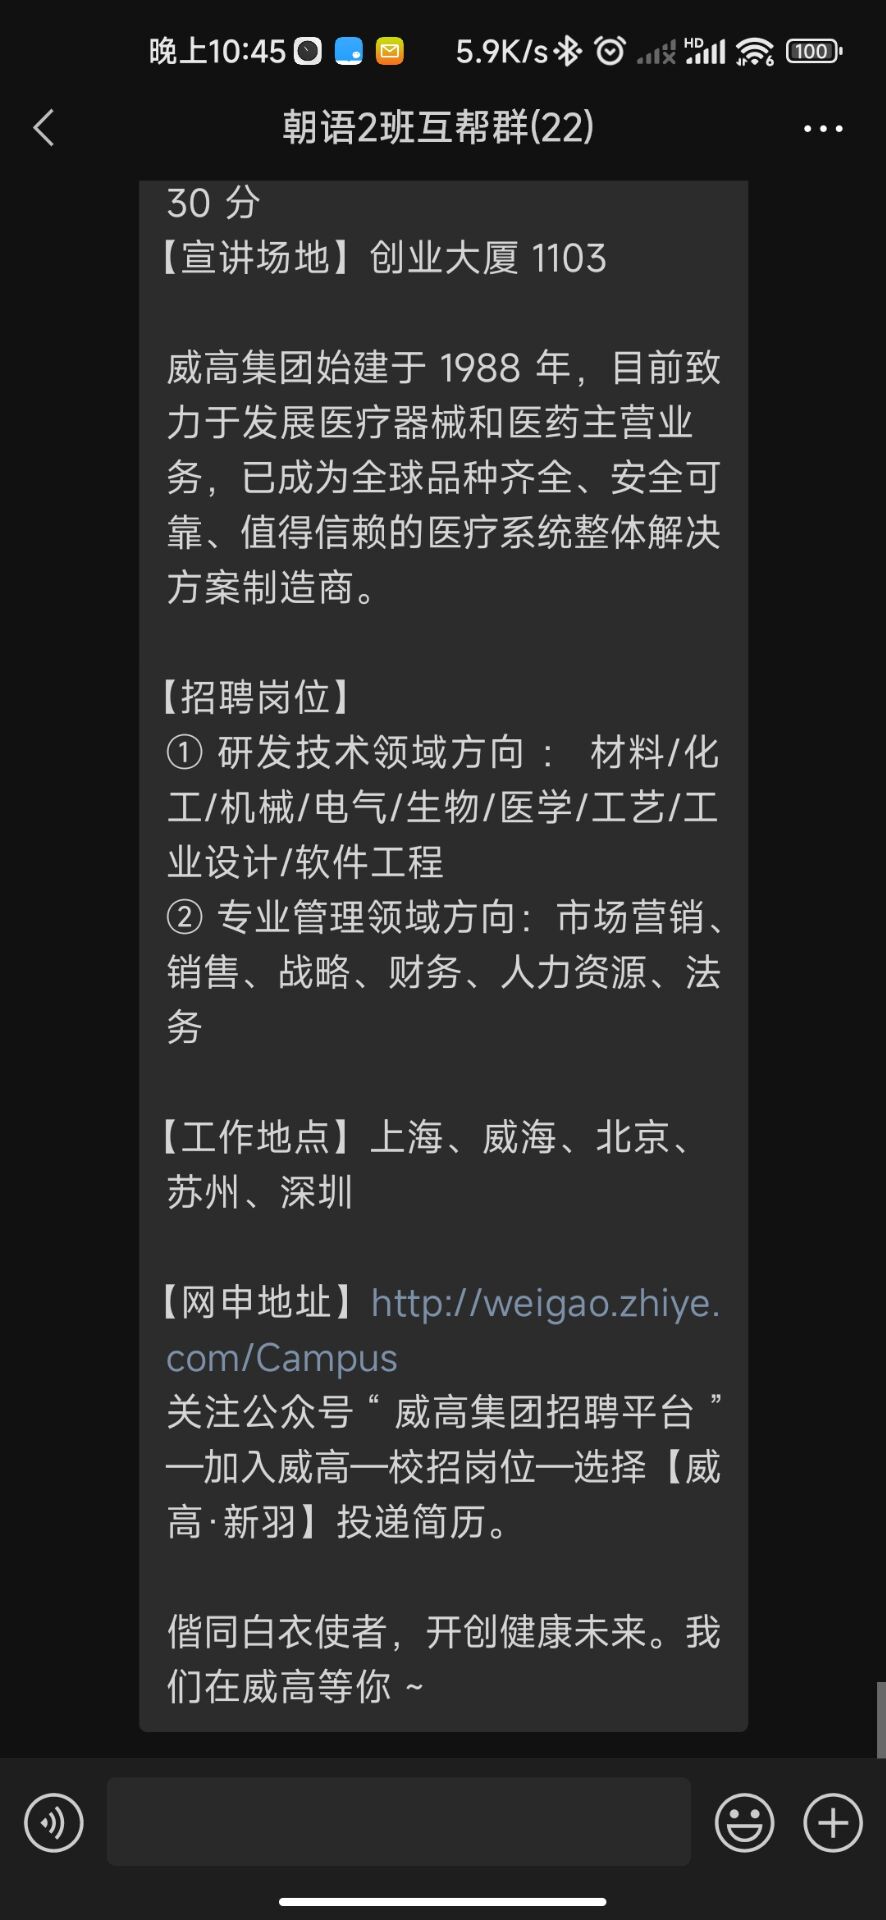 晚上10:45 5.9K/s HD 6 100
朝语2班互帮群(22)
30 分
【宣讲场地】创业大厦 1103
威高集团始建于 1988 年，目前致
力于发展医疗器械和医药主营业
务，已成为全球品种齐全、安全可
靠、值得信赖的医疗系统整体解决
方案制造商。
【招聘岗位】
① 研发技术领域方向 ： 材料/化
工/机械/电气/生物/医学/工艺/工
业设计/软件工程
② 专业管理领域方向：市场营销、
销售、战略、财务、人力资源、法
务
【工作地点】上海、威海、北京、
苏州、深圳
【网申地址】http://weigao.zhiye.
com/Campus
关注公众号 “ 威高集团招聘平台 ”
—加入威高—校招岗位—选择【威
高·新羽】投递简历。
偕同白衣使者，开创健康未来。我
们在威高等你 ~